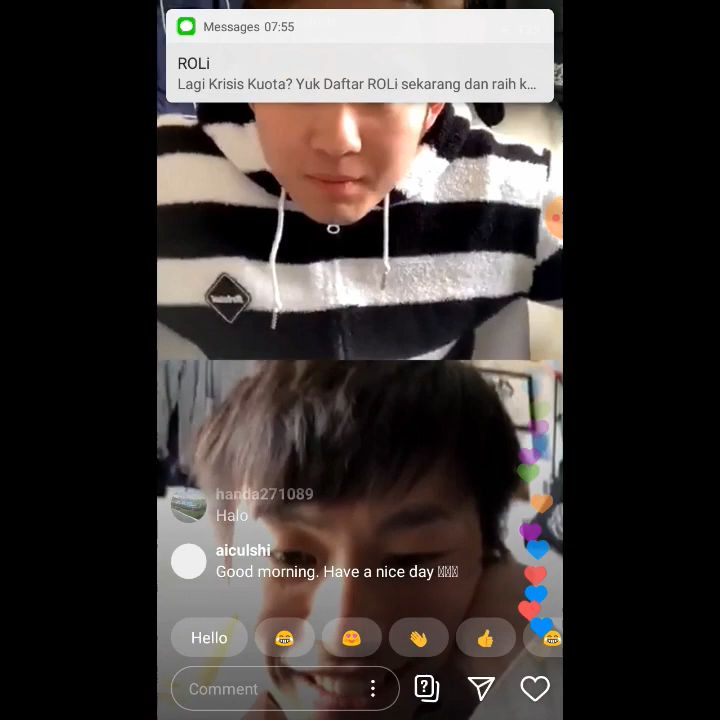 Messages 07:55
ROLi
Lagi Krisis Kuota? Yuk Daftar ROLi sekarang dan raih k...
handa271089
Halo
aiculshi
Good morning. Have a nice day
Hello
Comment